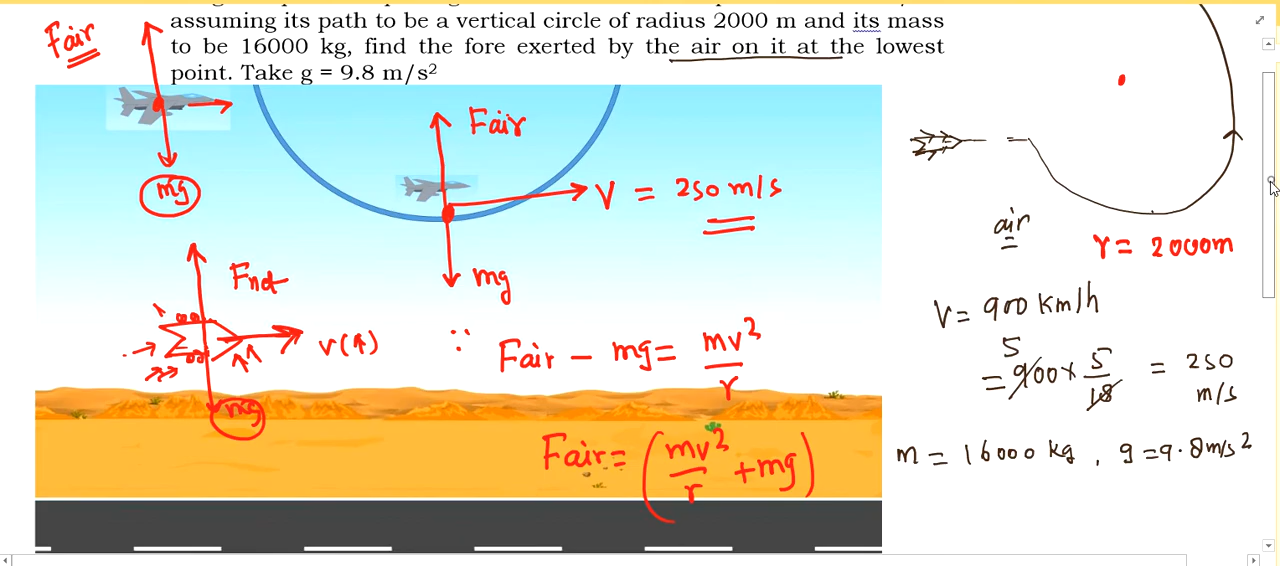 assuming its path to be a vertical circle of radius 2000 m and its mass
to be 16000 kg, find the fore exerted by the air on it at the lowest
point. Take g = 9.8 m/s²
Fair
mg
Fair
V = 250 m/s
mg
Fnet
V(↑)
mg
∵ Fair - mg = mv²/r
Fair = (mv²/r + mg)
air
r = 2000m
V = 900 km/h
5
= 900 x 5/18 = 250 m/s
m = 16000 kg, g = 9.8 m/s²